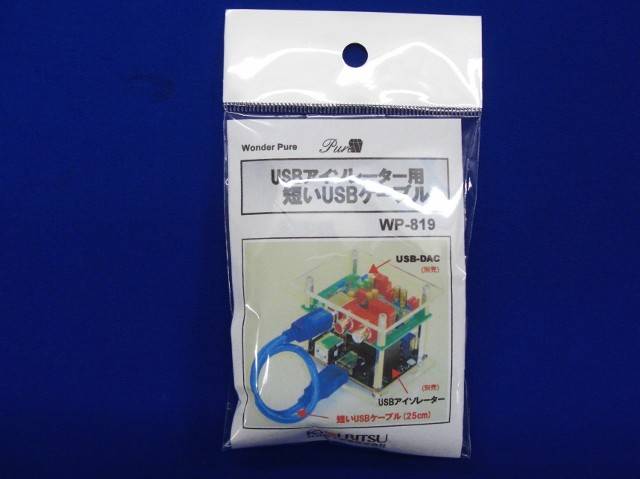 Wonder Pure
Pure
USBアイソレーター用
短いUSBケーブル
WP-819
USB-DAC
(別売)
(別売)
USBアイソレーター
短いUSBケーブル(25cm)